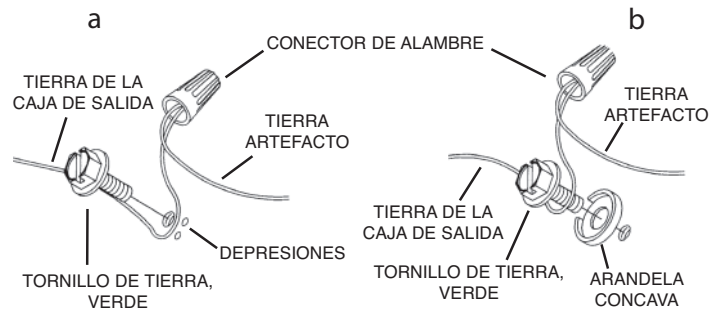 a
b
CONECTOR DE ALAMBRE
TIERRA DE LA
CAJA DE SALIDA
TIERRA
ARTEFACTO
DEPRESIONES
TORNILLO DE TIERRA,
VERDE
TIERRA
ARTEFACTO
TIERRA DE LA
CAJA DE SALIDA
TORNILLO DE TIERRA,
VERDE
ARANDELA
CONCAVA